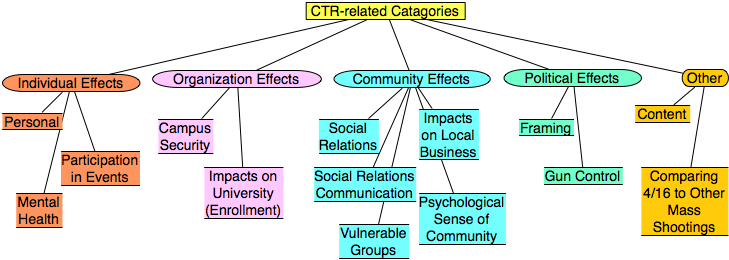 CTR-related Catagories
Individual Effects
Organization Effects
Community Effects
Political Effects
Other
Personal
Participation
in Events
Mental
Health
Campus
Security
Impacts on
University
(Enrollment)
Social
Relations
Impacts
on Local
Business
Social Relations
Communication
Psychological
Sense of
Community
Vulnerable
Groups
Framing
Gun Control
Content
Comparing
4/16 to Other
Mass
Shootings